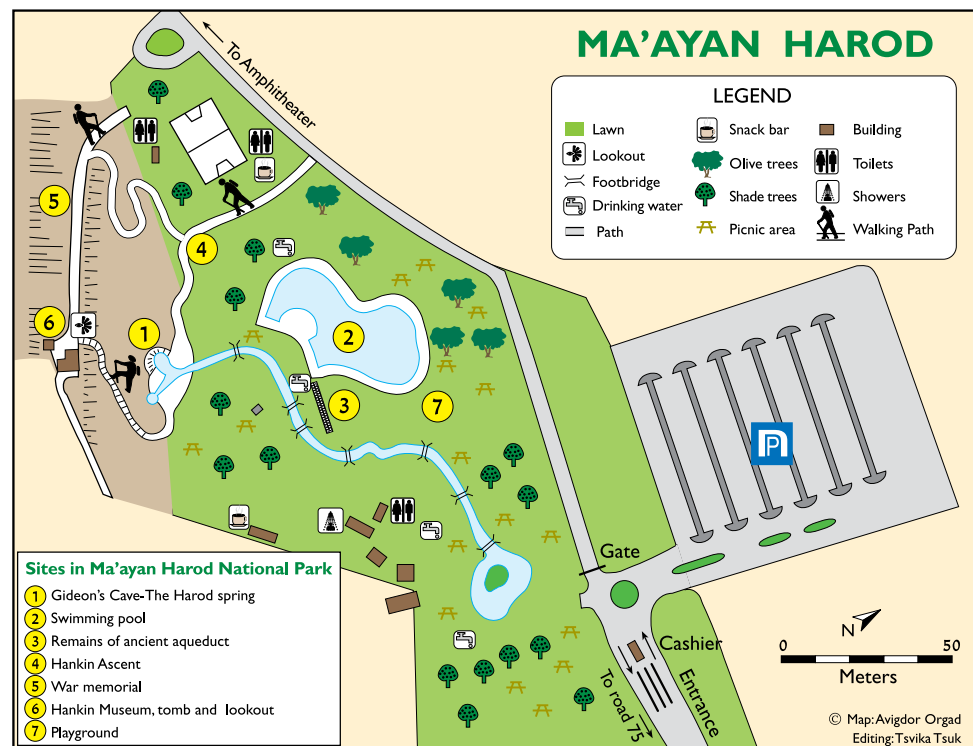 MA'AYAN HAROD
To Amphitheater
LEGEND
Lawn
Lookout
Footbridge
Drinking water
Path
Snack bar
Olive trees
Shade trees
Picnic area
Building
Toilets
Showers
Walking Path
5
4
6
1
2
3
7
P
Gate
Cashier
Entrance
To road 75
N
0
50
Meters
Sites in Ma'ayan Harod National Park
1 Gideon's Cave-The Harod spring
2 Swimming pool
3 Remains of ancient aqueduct
4 Hankin Ascent
5 War memorial
6 Hankin Museum, tomb and lookout
7 Playground
© Map:Avigdor Orgad
Editing:Tsvika Tsuk